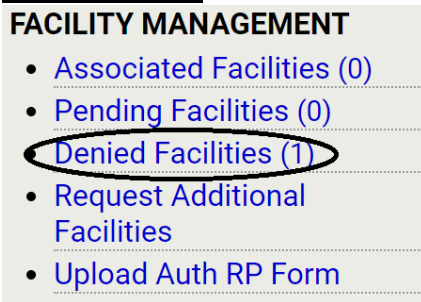 FACILITY MANAGEMENT
Associated Facilities (0)
Pending Facilities (0)
Denied Facilities (1)
Request Additional
Facilities
Upload Auth RP Form